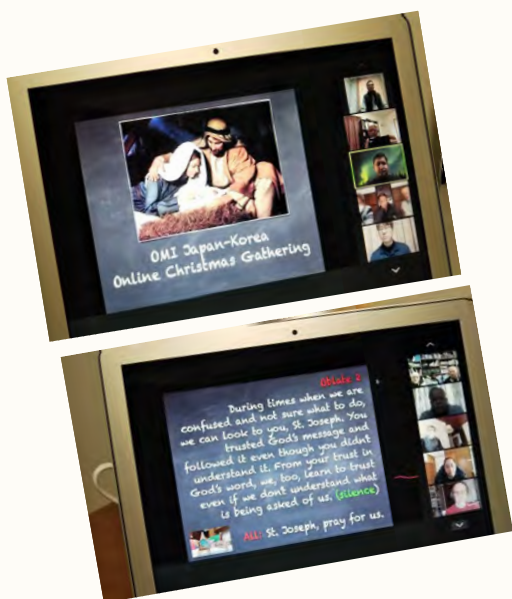 OMI Japan-Korea
Online Christmas Gathering
Oblate 2:
During times when we are
confused and not sure what to do,
we can look to you, St. Joseph. You
trusted God's message and
followed it even though you didn't
understand it. From your trust in
God's word, we, too, learn to trust
even if we don't understand what
is being asked of us. (silence)
ALL: St. Joseph, pray for us.